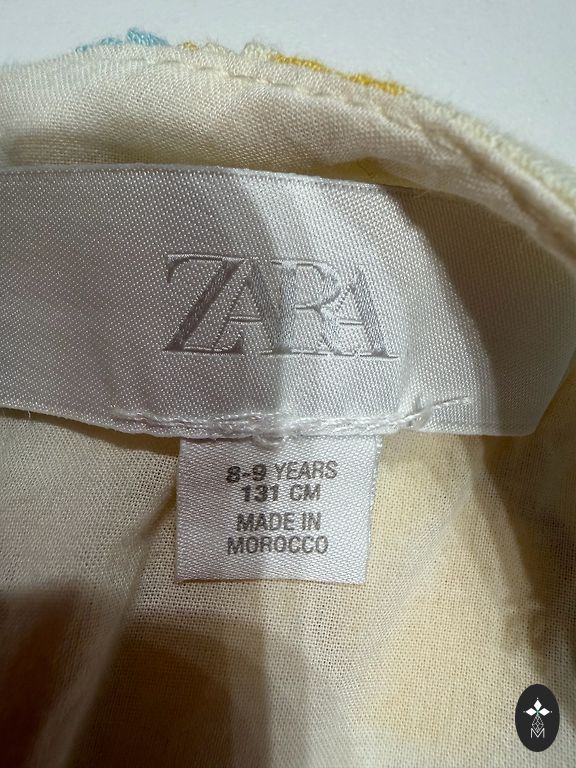 ZARA
8-9 YEARS
131 CM
MADE IN
MOROCCO